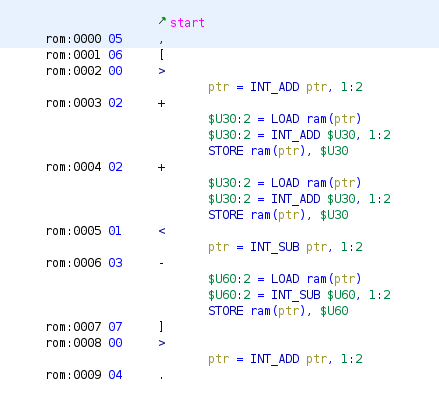 ↗ start
rom:0000 05 ,
rom:0001 06 [
rom:0002 00 >
ptr = INT_ADD ptr, 1:2
rom:0003 02 +
$U30:2 = LOAD ram(ptr)
$U30:2 = INT_ADD $U30, 1:2
STORE ram(ptr), $U30
rom:0004 02 +
$U30:2 = LOAD ram(ptr)
$U30:2 = INT_ADD $U30, 1:2
STORE ram(ptr), $U30
rom:0005 01 <
ptr = INT_SUB ptr, 1:2
rom:0006 03 -
$U60:2 = LOAD ram(ptr)
$U60:2 = INT_SUB $U60, 1:2
STORE ram(ptr), $U60
rom:0007 07 ]
rom:0008 00 >
ptr = INT_ADD ptr, 1:2
rom:0009 04 .